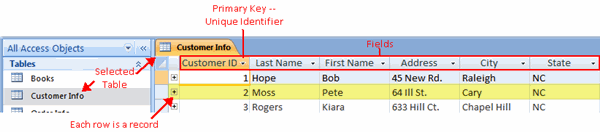 Primary Key --
Unique Identifier
All Access Objects
Customer Info
Fields
Tables
Customer ID Last Name First Name Address City State
Books
Selected
Table
1 Hope Bob 45 New Rd. Raleigh NC
Customer Info
2 Moss Pete 64 Ill St. Cary NC
Order Info
3 Rogers Kiara 633 Hill Ct. Chapel Hill NC
Each row is a record